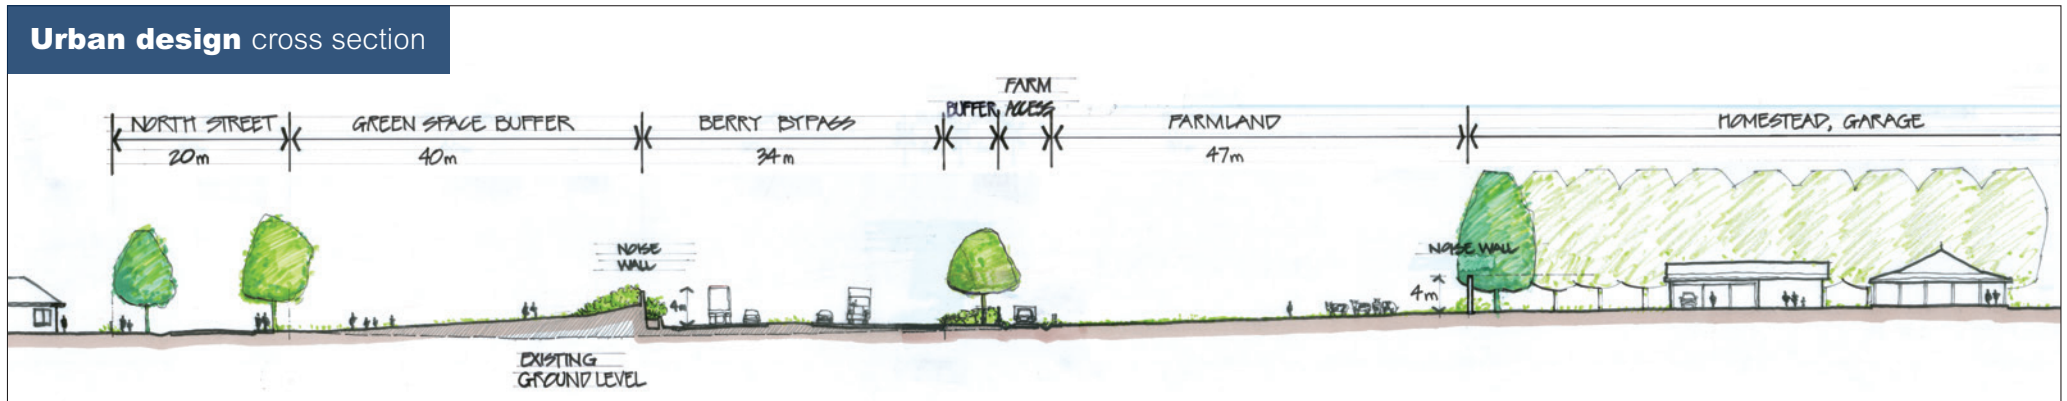 Urban design cross section
NORTH STREET
20m
GREEN SPACE BUFFER
40m
BERRY BYPASS
34m
BUFFER
FARM
ACCESS
FARMLAND
47m
HOMESTEAD, GARAGE
NOISE
WALL
4m
NOISE WALL
4m
EXISTING
GROUND LEVEL